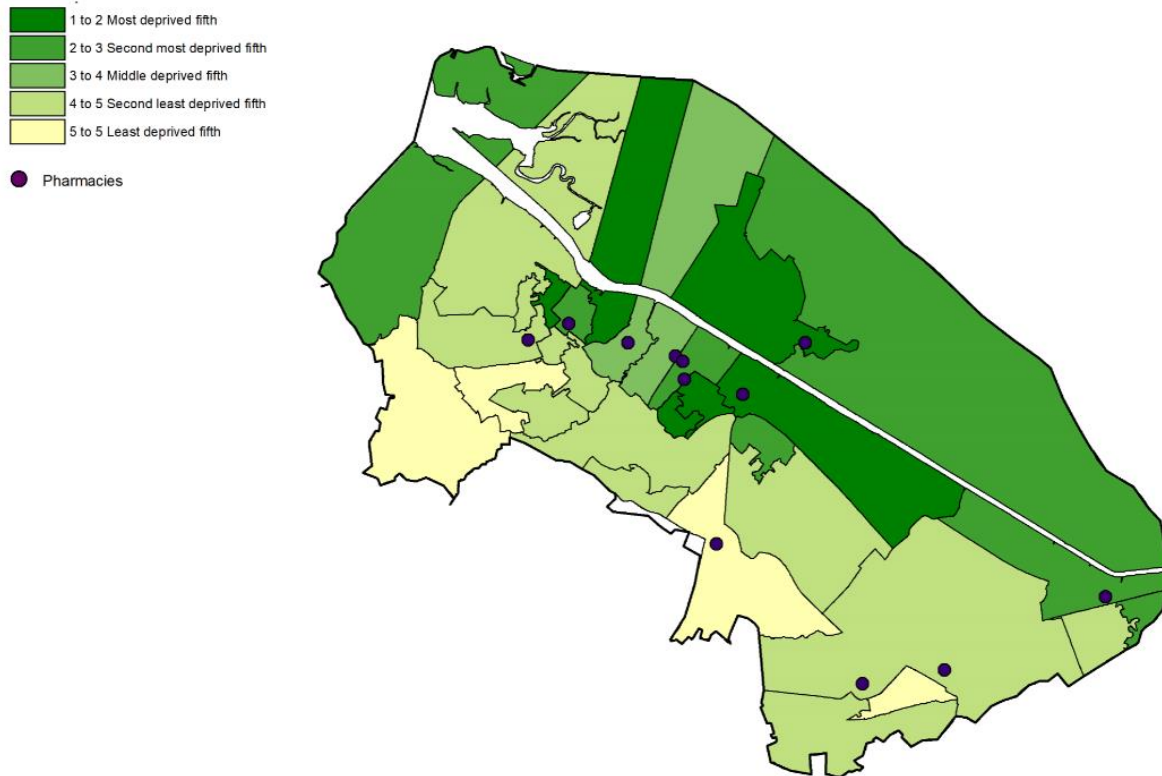 1 to 2 Most deprived fifth
2 to 3 Second most deprived fifth
3 to 4 Middle deprived fifth
4 to 5 Second least deprived fifth
5 to 5 Least deprived fifth
Pharmacies